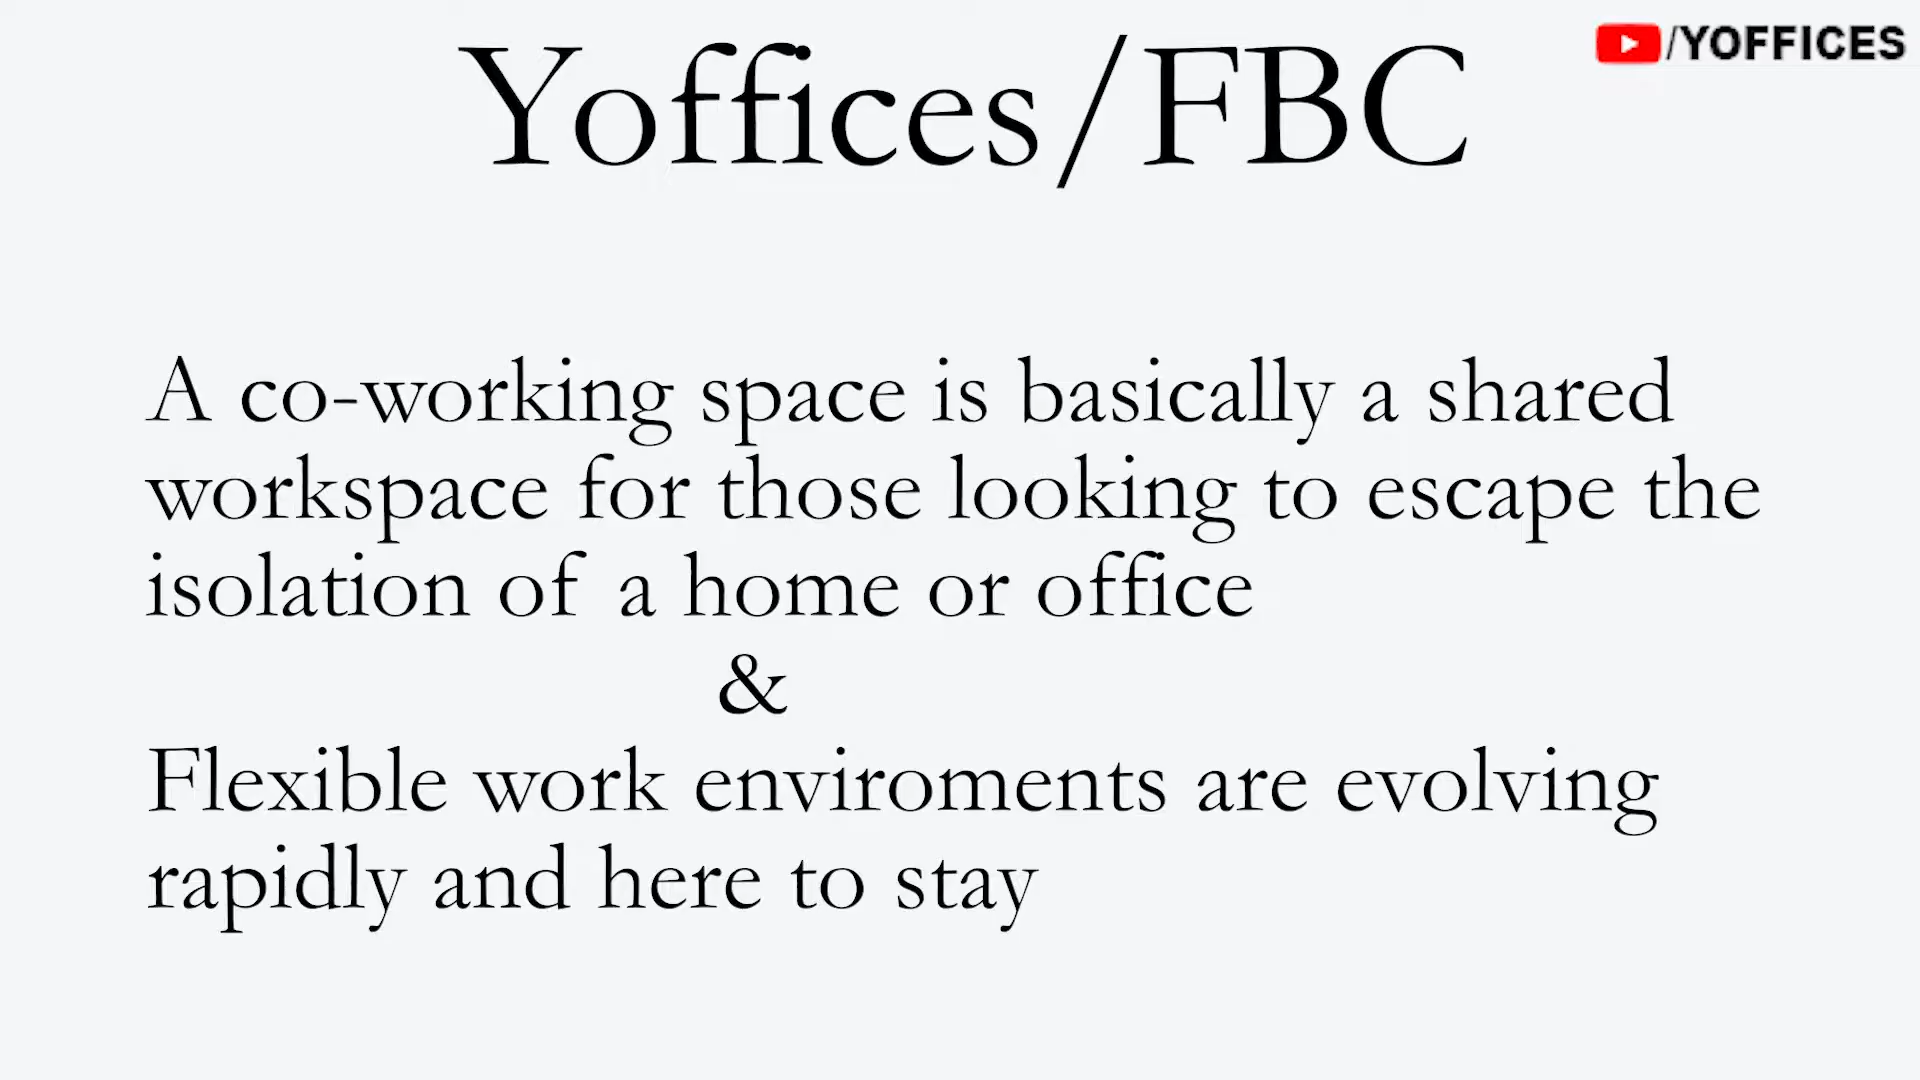 Yoffices/FBC
/YOFFICES
A co-working space is basically a shared
workspace for those looking to escape the
isolation of a home or office
&
Flexible work enviroments are evolving
rapidly and here to stay